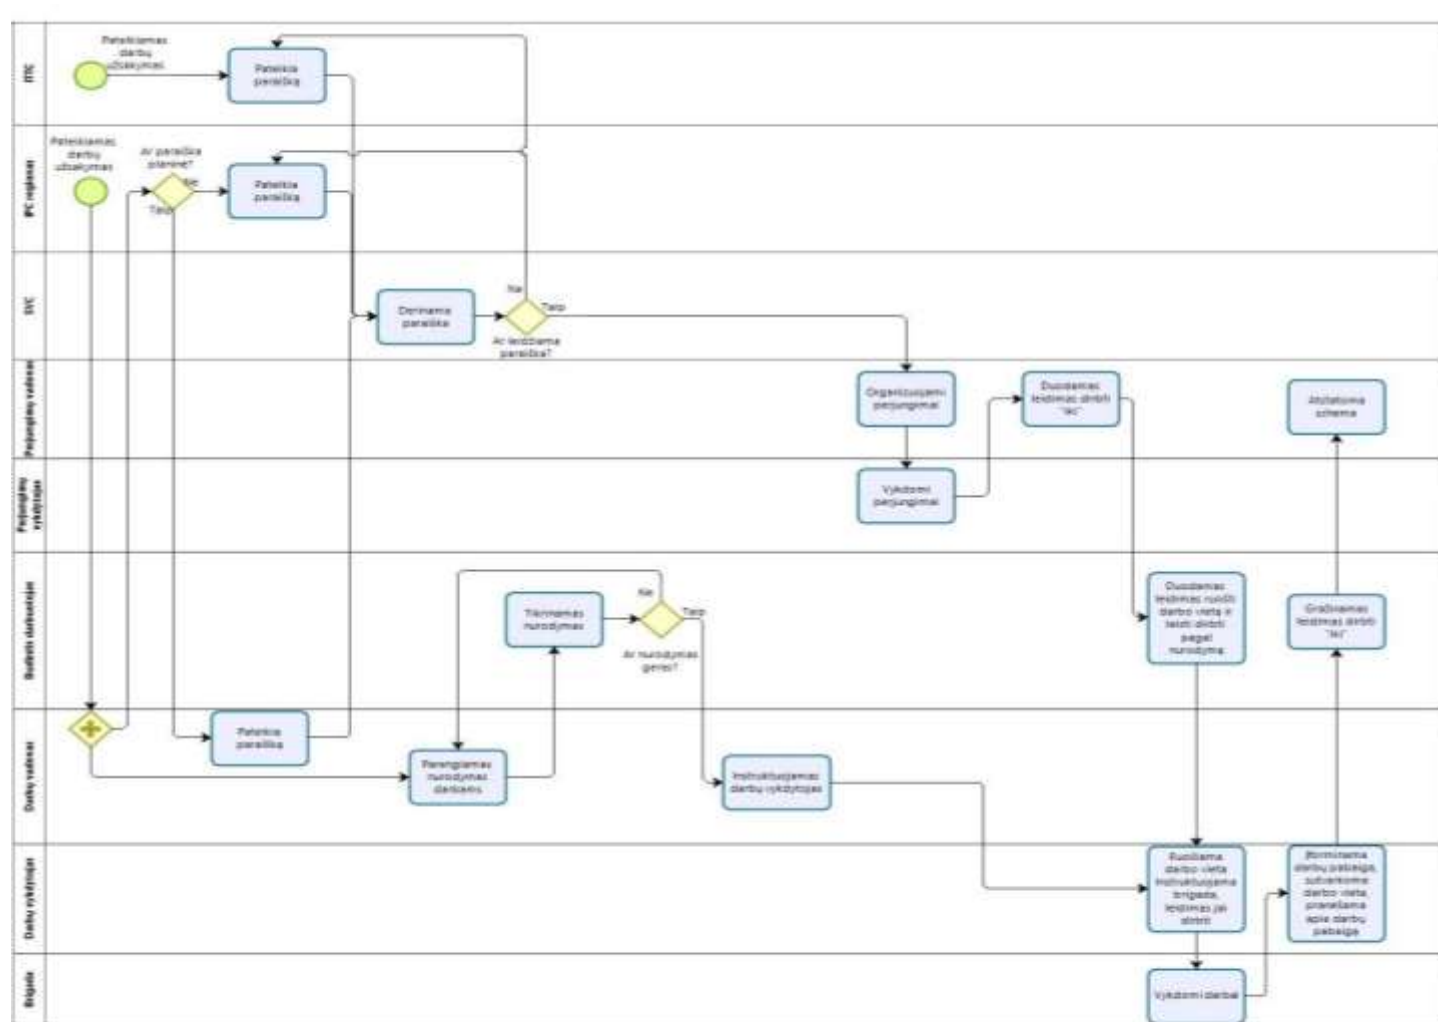 Pateikiamas
darbų
užsakymas
Pateikia
paraišką
ITC
Pateikiamas
darbų
užsakymas
Ar paraiška
planinė?
Ne
Taip
Pateikia
paraišką
regionas
SVC
Derinama
paraiška
Ne
Taip
Ar leidžiama
paraiška?
Perjungimų vadovas
Organizuojami
perjungimai
Duodamas
leidimas dirbti
"iki"
Atstatoma
schema
Perjungimų
vykdytojas
Vykdomi
perjungimai
Budintis darbuotojas
Tikrinamas
nurodymas
Ne
Taip
Ar nurodymas
geras?
Duodamas
leidimas ruošti
darbo vietą ir
leisti dirbti
pagal
nurodymą
Grąžinamas
leidimas dirbti
"iki"
Darbų vadovas
Pateikia
paraišką
Parengiamas
nurodymas
darbams
Instruktuojamas
darbų vykdytojas
Darbų vykdytojas
Ruošiama
darbo vieta
Instruktuojama
brigada,
leidimas jai
dirbti
Įforminama
darbų pabaiga,
sutvarkoma
darbo vieta,
pranešama
apie darbų
pabaigą
Brigada
Vykdomi darbai